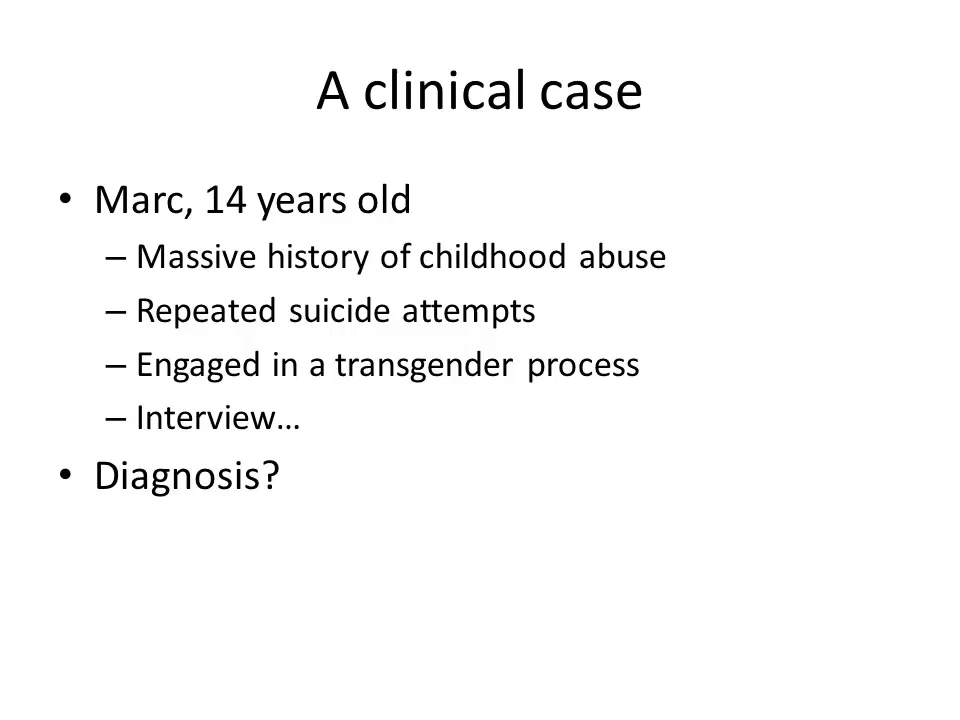 A clinical case
• Marc, 14 years old
– Massive history of childhood abuse
– Repeated suicide attempts
– Engaged in a transgender process
– Interview…
• Diagnosis?